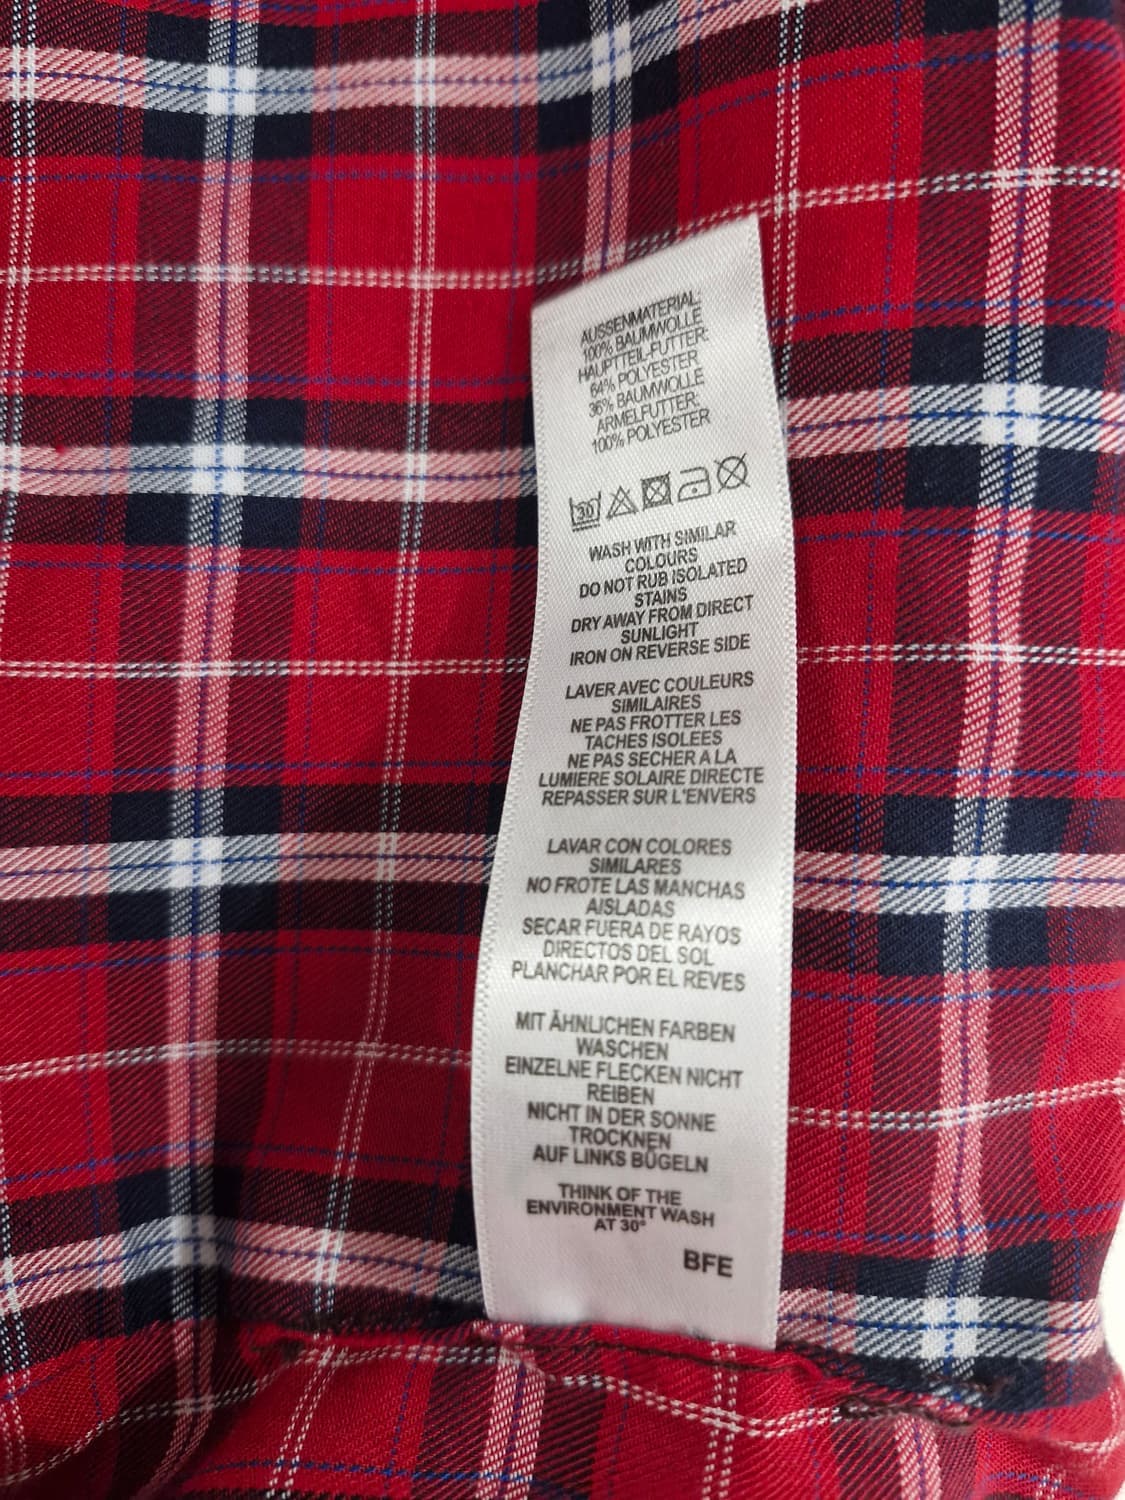 AUSSENMATERIAL:
100% BAUMWOLLE
HAUPTTEIL-FUTTER:
64% POLYESTER
36% BAUMWOLLE
ARMELFUTTER:
100% POLYESTER
30
WASH WITH SIMILAR
COLOURS
DO NOT RUB ISOLATED
STAINS
DRY AWAY FROM DIRECT
SUNLIGHT
IRON ON REVERSE SIDE
LAVER AVEC COULEURS
SIMILAIRES
NE PAS FROTTER LES
TACHES ISOLEES
NE PAS SECHER A LA
LUMIERE SOLAIRE DIRECTE
REPASSER SUR L'ENVERS
LAVAR CON COLORES
SIMILARES
NO FROTE LAS MANCHAS
AISLADAS
SECAR FUERA DE RAYOS
DIRECTOS DEL SOL
PLANCHAR POR EL REVES
MIT ÄHNLICHEN FARBEN
WASCHEN
EINZELNE FLECKEN NICHT
REIBEN
NICHT IN DER SONNE
TROCKNEN
AUF LINKS BÜGELN
THINK OF THE
ENVIRONMENT WASH
AT 30°
BFE